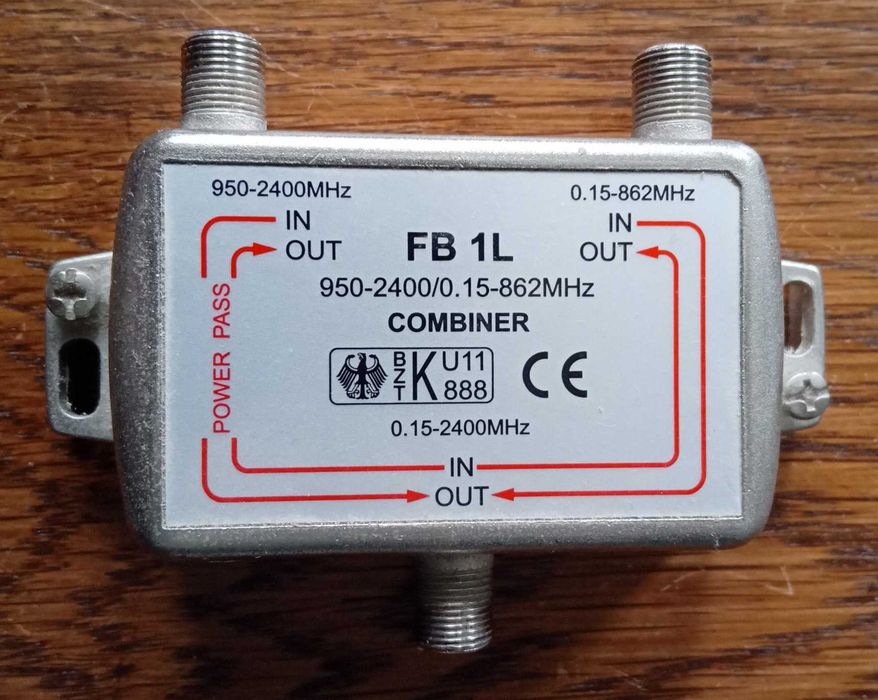 950-2400MHz
0.15-862MHz
IN
OUT
FB 1L
IN
OUT
950-2400/0.15-862MHz
COMBINER
POWER PASS
BZT K U11 888
CE
0.15-2400MHz
IN
OUT